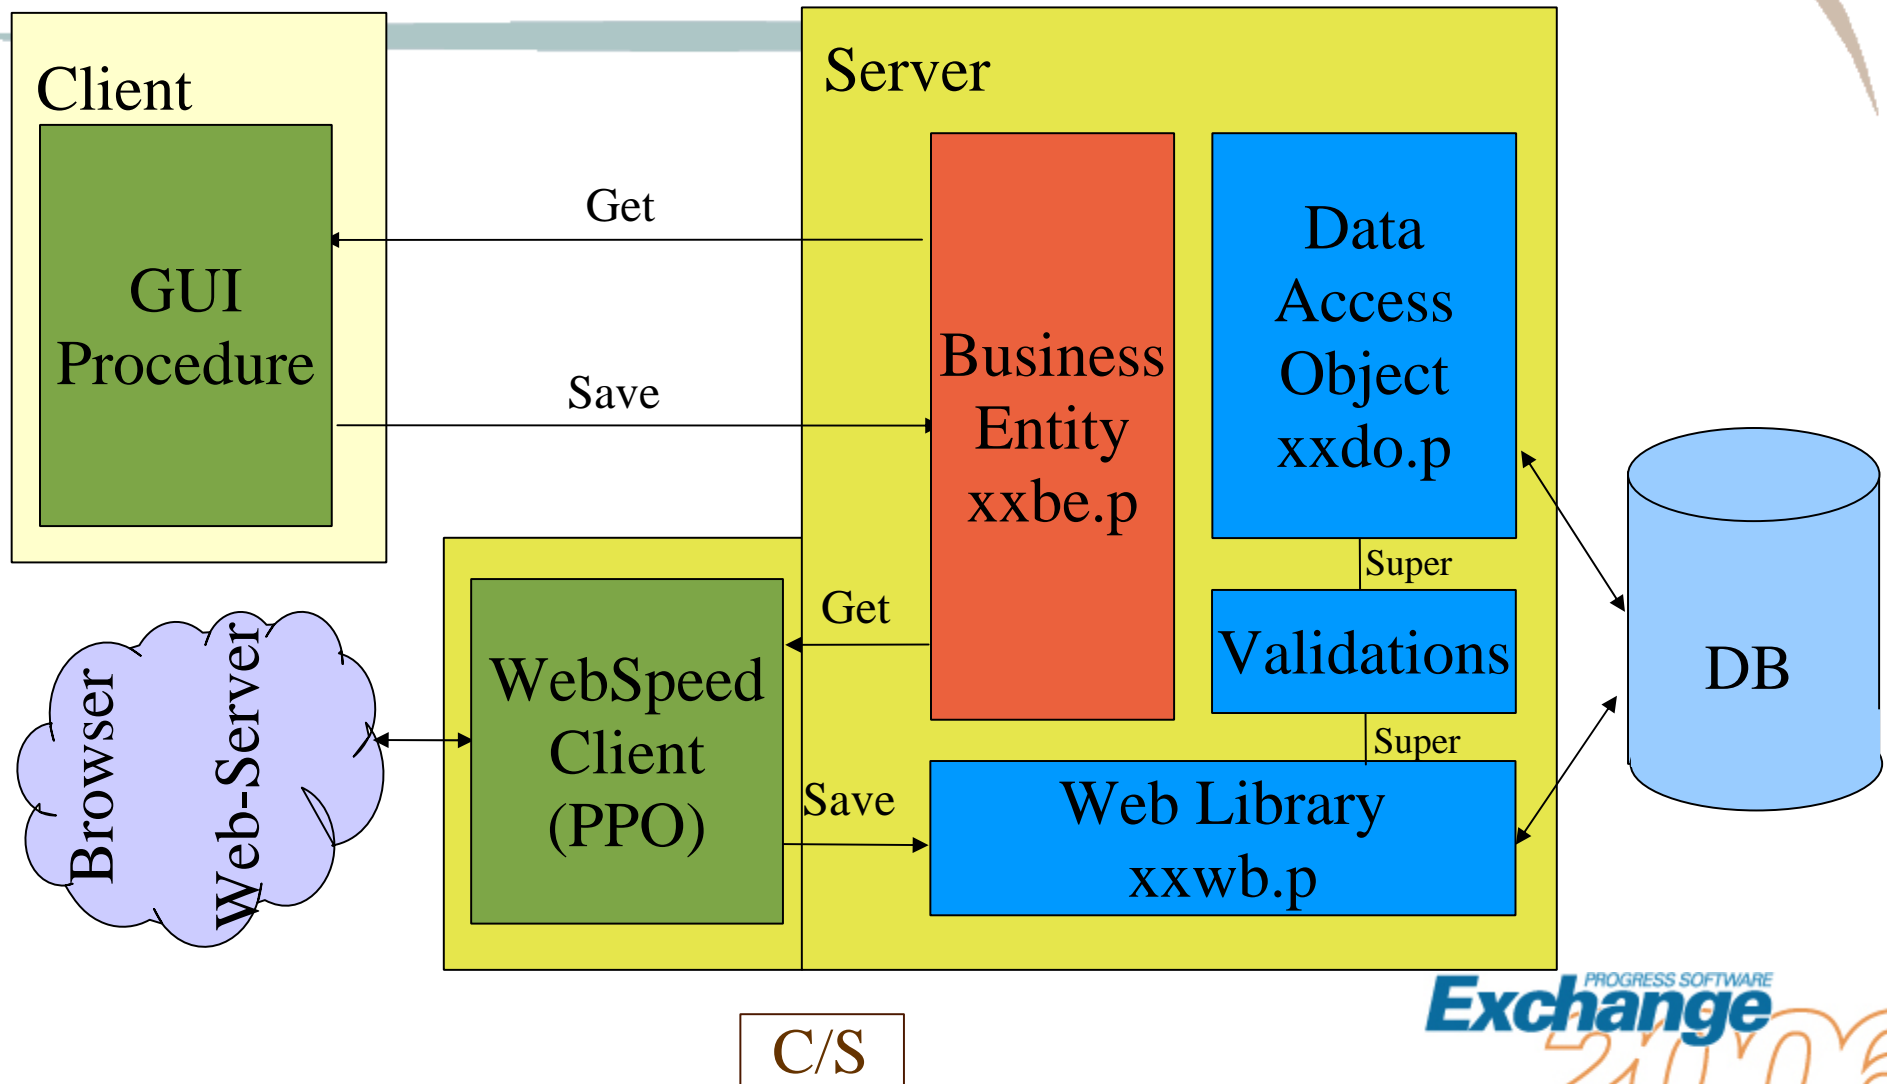 Client
GUI
Procedure
Get
Save
Server
Business
Entity
xxbe.p
Data
Access
Object
xxdo.p
Super
Validations
Super
Web Library
xxwb.p
Get
Save
WebSpeed
Client
(PPO)
Browser
Web-Server
DB
C/S
PROGRESS SOFTWARE
Exchange
2006